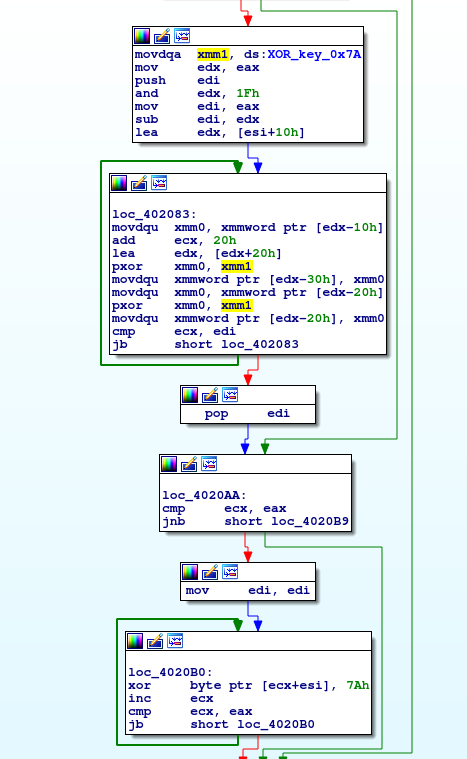 movdqa xmm1, ds:XOR_key_0x7A
mov edx, eax
push edi
and edx, 1Fh
mov edi, eax
sub edi, edx
lea edx, [esi+10h]
loc_402083:
movdqu xmm0, xmmword ptr [edx-10h]
add ecx, 20h
lea edx, [edx+20h]
pxor xmm0, xmm1
movdqu xmmword ptr [edx-30h], xmm0
movdqu xmm0, xmmword ptr [edx-20h]
pxor xmm0, xmm1
movdqu xmmword ptr [edx-20h], xmm0
cmp ecx, edi
jb short loc_402083
pop edi
loc_4020AA:
cmp ecx, eax
jnb short loc_4020B9
mov edi, edi
loc_4020B0:
xor byte ptr [ecx+esi], 7Ah
inc ecx
cmp ecx, eax
jb short loc_4020B0